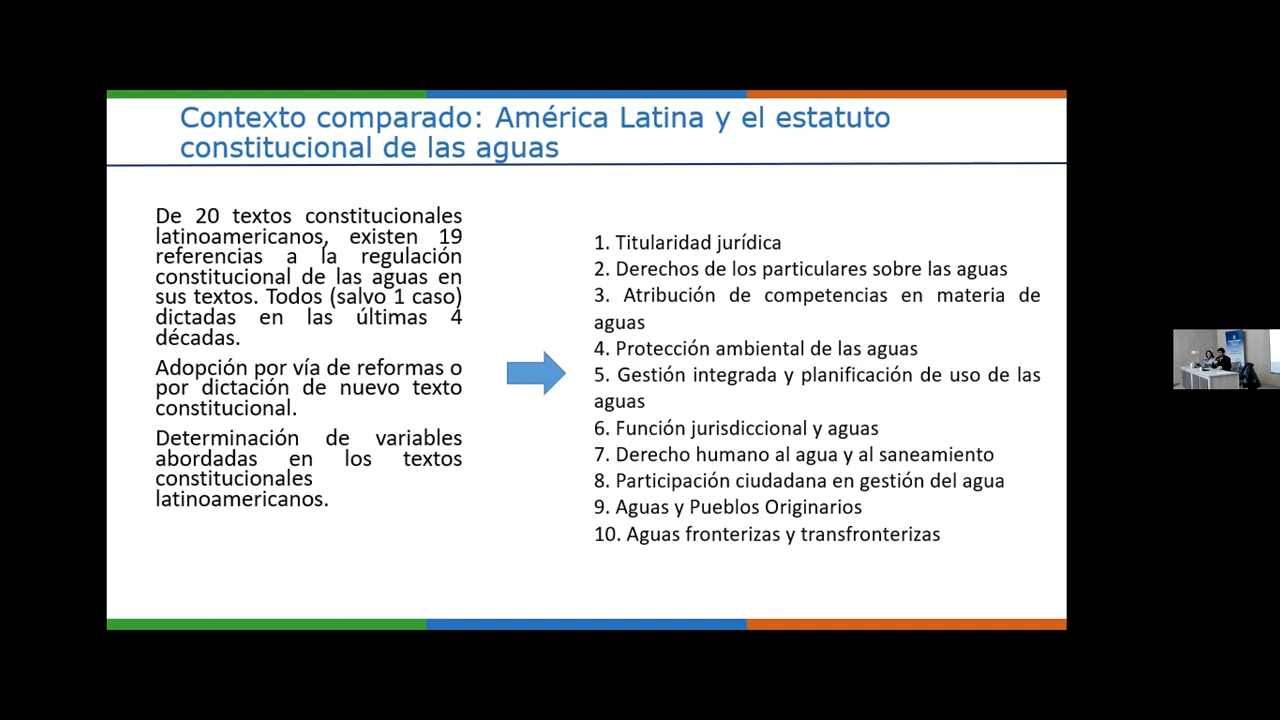 Contexto comparado: América Latina y el estatuto
constitucional de las aguas
De 20 textos constitucionales
latinoamericanos, existen 19
referencias a la regulación
constitucional de las aguas en
sus textos. Todos (salvo 1 caso)
dictadas en las últimas 4
décadas.
Adopción por vía de reformas o
por dictación de nuevo texto
constitucional.
Determinación de variables
abordadas en los textos
constitucionales
latinoamericanos.
1. Titularidad jurídica
2. Derechos de los particulares sobre las aguas
3. Atribución de competencias en materia de
aguas
4. Protección ambiental de las aguas
5. Gestión integrada y planificación de uso de las
aguas
6. Función jurisdiccional y aguas
7. Derecho humano al agua y al saneamiento
8. Participación ciudadana en gestión del agua
9. Aguas y Pueblos Originarios
10. Aguas fronterizas y transfronterizas